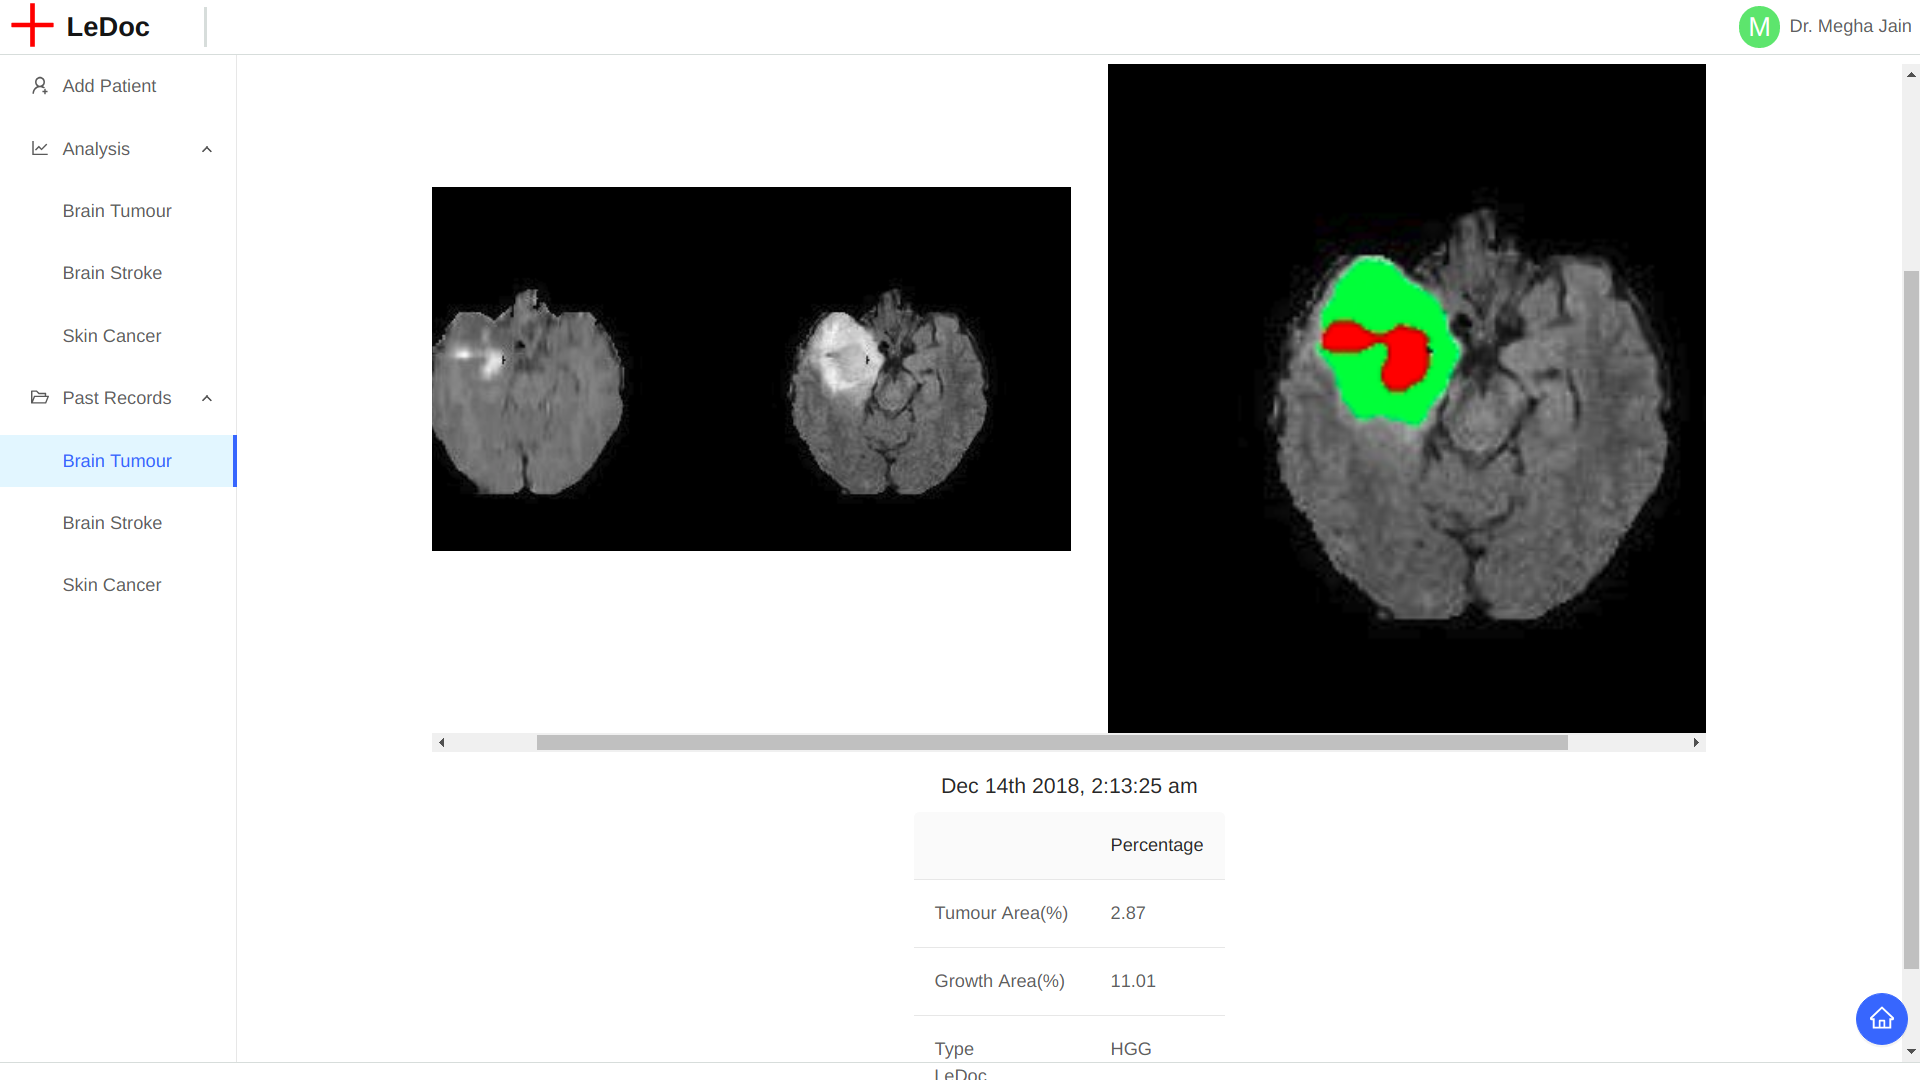 LeDoc
M Dr. Megha Jain
Add Patient
Analysis
Brain Tumour
Brain Stroke
Skin Cancer
Past Records
Brain Tumour
Brain Stroke
Skin Cancer
Dec 14th 2018, 2:13:25 am
Percentage
Tumour Area(%) 2.87
Growth Area(%) 11.01
Type HGG
LeDoc